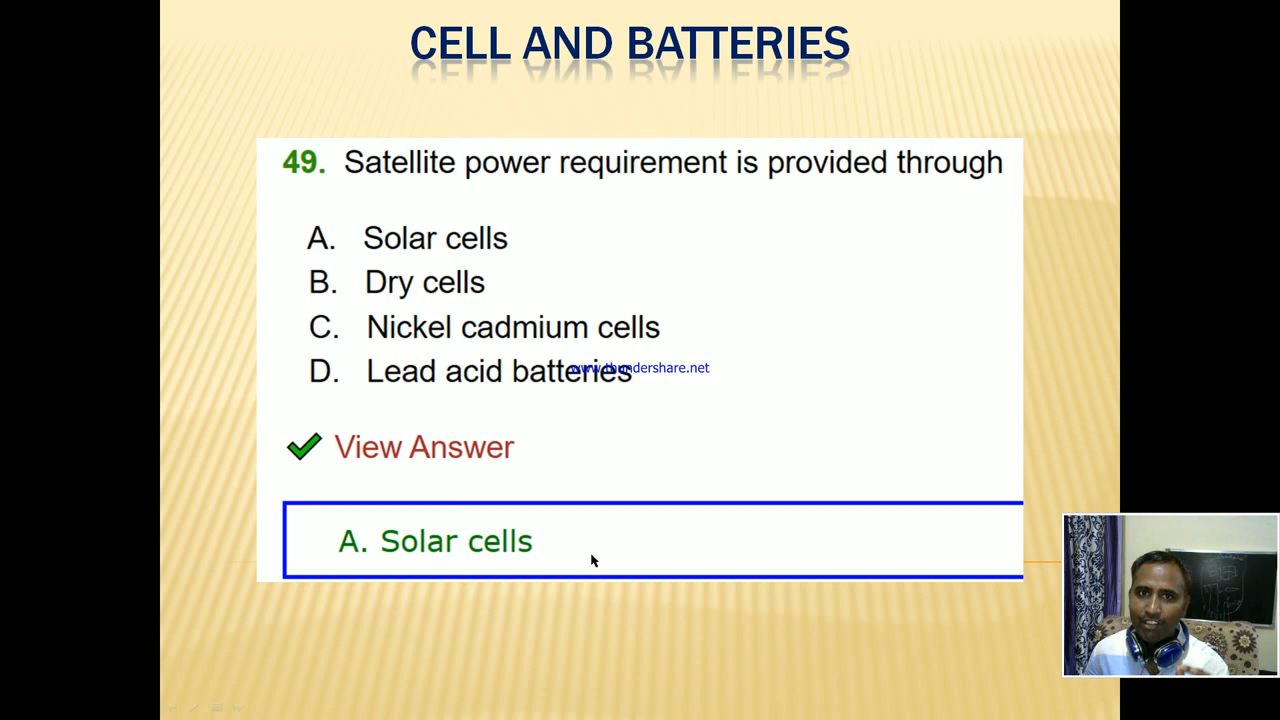 CELL AND BATTERIES
49. Satellite power requirement is provided through
A. Solar cells
B. Dry cells
C. Nickel cadmium cells
D. Lead acid batteries
www.thundershare.net
View Answer
A. Solar cells